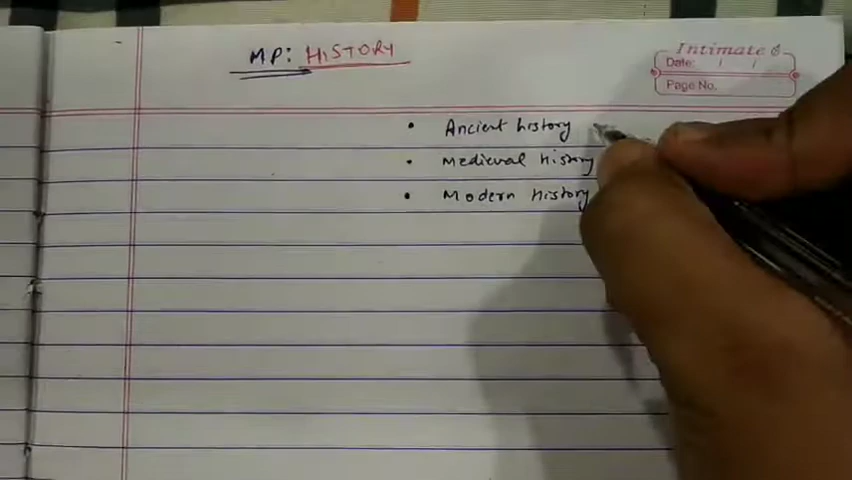 MP: HISTORY
Intimate
Date: / /
Page No.
• Ancient history
• Medieval history
• Modern history